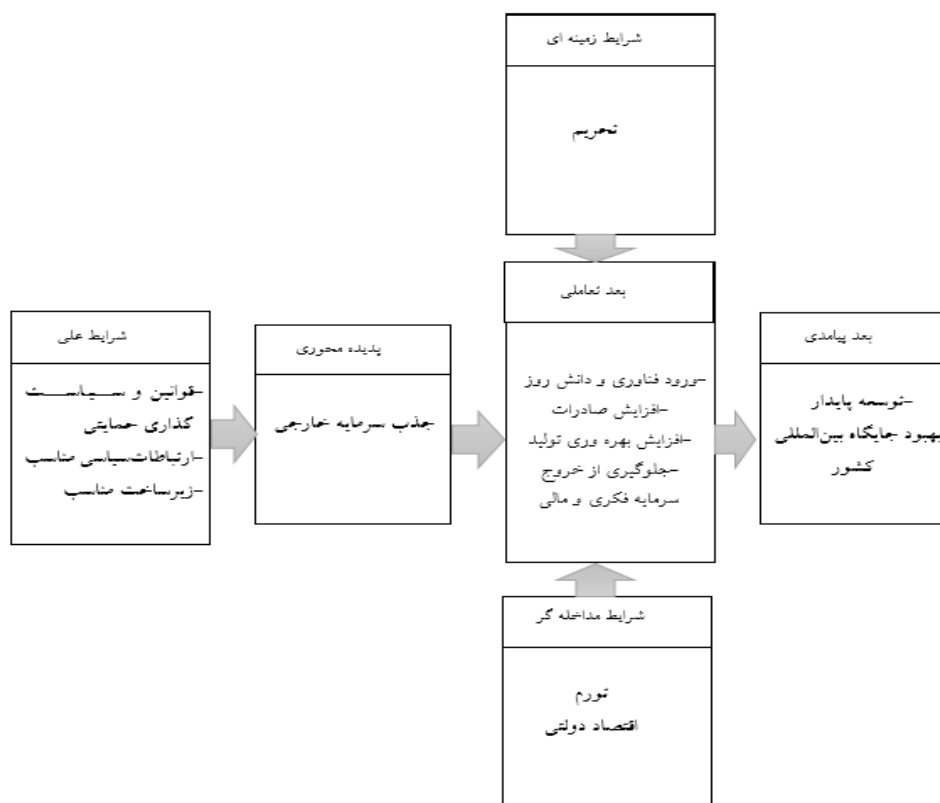 شرایط زمینه ای
تحریم
بعد تعاملی
-ورود فناوری و دانش روز
-افزایش صادرات
-افزایش بهره وری تولید
-جلوگیری از خروج
سرمایه فکری و مالی
شرایط علی
-قوانین و سیاست
گذاری حمایتی
-ارتباطات سیاسی مناسب
-زیرساخت مناسب
پدیده محوری
جذب سرمایه خارجی
بعد پیامدی
-توسعه پایدار
بهبود جایگاه بین‌المللی
کشور
شرایط مداخله گر
تورم
اقتصاد دولتی